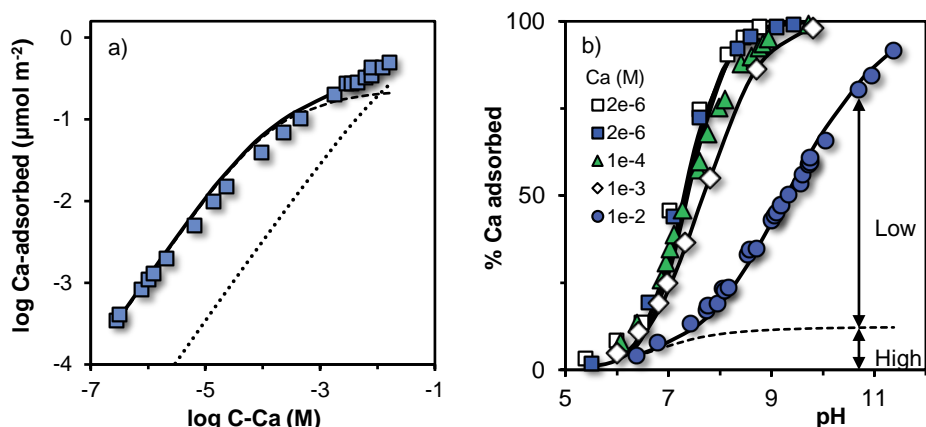 a)
log Ca-adsorbed (µmol m⁻²)
0
-1
-2
-3
-4
-7
-5
-3
-1
log C-Ca (M)
b)
% Ca adsorbed
100
50
0
Ca (M)
2e-6
2e-6
1e-4
1e-3
1e-2
Low
High
5
7
9
11
pH